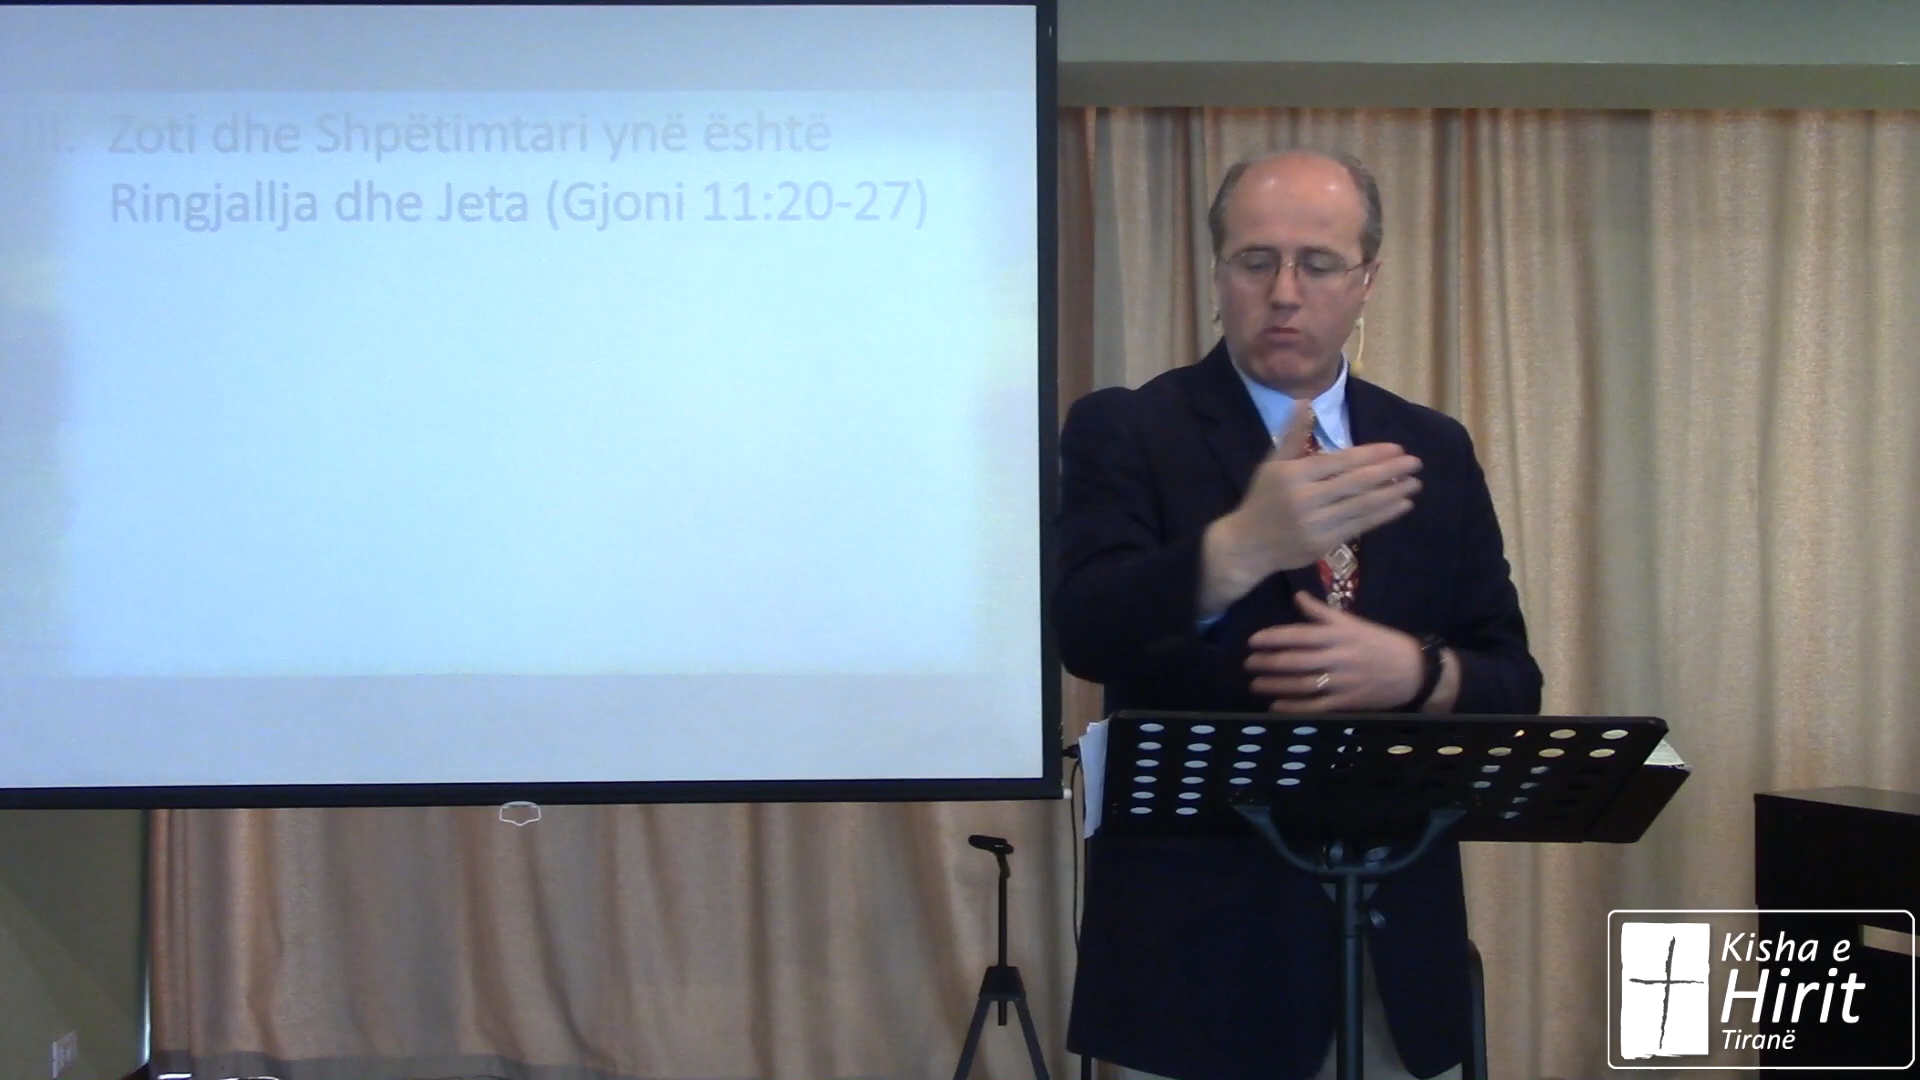 III. Zoti dhe Shpëtimtari ynë është
Ringjallja dhe Jeta (Gjoni 11:20-27)
Kisha e
Hirit
Tiranë